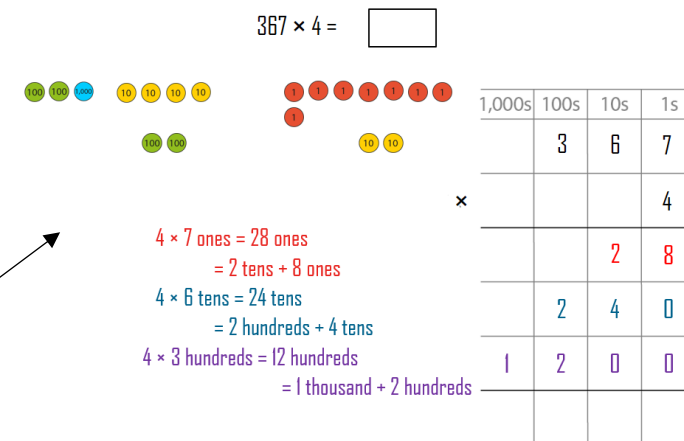 367 × 4 =
100 100 1,000 10 10 10 10 1 1 1 1 1 1 1
1
100 100 10 10
1,000s 100s 10s 1s
3 6 7
× 4
2 8
2 4 0
1 2 0 0
4 × 7 ones = 28 ones
= 2 tens + 8 ones
4 × 6 tens = 24 tens
= 2 hundreds + 4 tens
4 × 3 hundreds = 12 hundreds
= 1 thousand + 2 hundreds